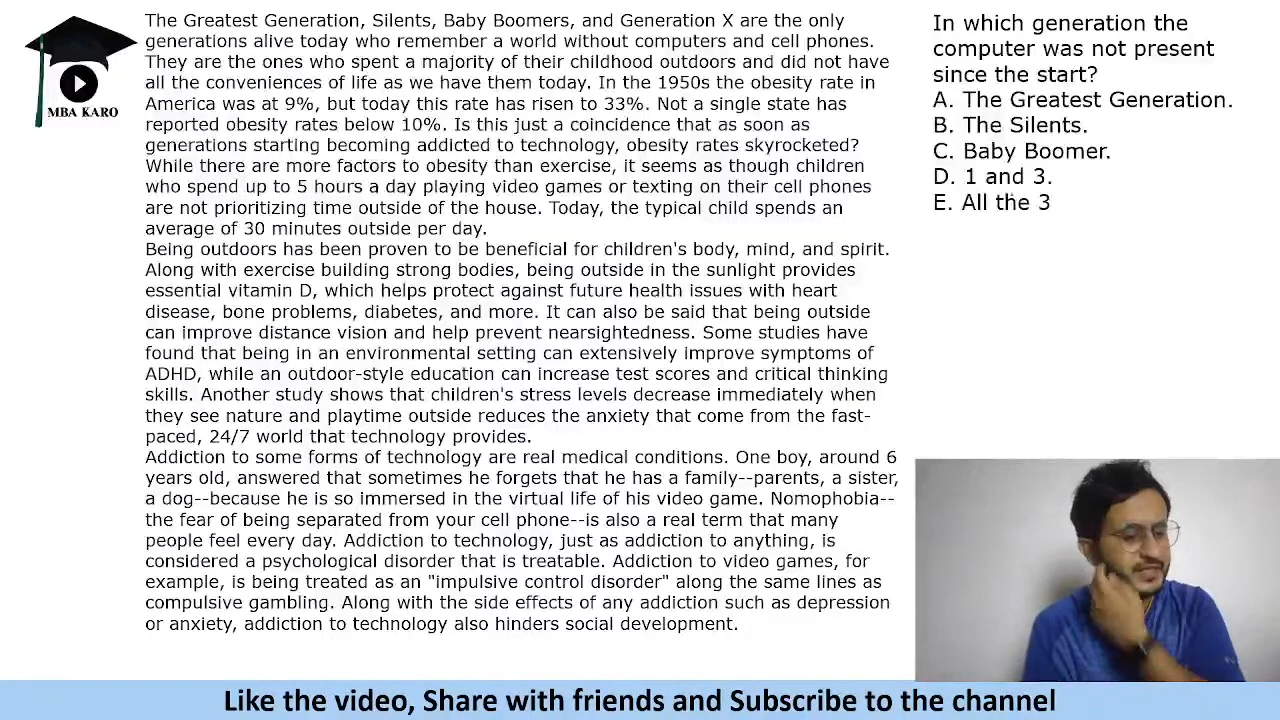 MBA KARO
The Greatest Generation, Silents, Baby Boomers, and Generation X are the only
generations alive today who remember a world without computers and cell phones.
They are the ones who spent a majority of their childhood outdoors and did not have
all the conveniences of life as we have them today. In the 1950s the obesity rate in
America was at 9%, but today this rate has risen to 33%. Not a single state has
reported obesity rates below 10%. Is this just a coincidence that as soon as
generations starting becoming addicted to technology, obesity rates skyrocketed?
While there are more factors to obesity than exercise, it seems as though children
who spend up to 5 hours a day playing video games or texting on their cell phones
are not prioritizing time outside of the house. Today, the typical child spends an
average of 30 minutes outside per day.
Being outdoors has been proven to be beneficial for children's body, mind, and spirit.
Along with exercise building strong bodies, being outside in the sunlight provides
essential vitamin D, which helps protect against future health issues with heart
disease, bone problems, diabetes, and more. It can also be said that being outside
can improve distance vision and help prevent nearsightedness. Some studies have
found that being in an environmental setting can extensively improve symptoms of
ADHD, while an outdoor-style education can increase test scores and critical thinking
skills. Another study shows that children's stress levels decrease immediately when
they see nature and playtime outside reduces the anxiety that come from the fast-
paced, 24/7 world that technology provides.
Addiction to some forms of technology are real medical conditions. One boy, around 6
years old, answered that sometimes he forgets that he has a family--parents, a sister,
a dog--because he is so immersed in the virtual life of his video game. Nomophobia--
the fear of being separated from your cell phone--is also a real term that many
people feel every day. Addiction to technology, just as addiction to anything, is
considered a psychological disorder that is treatable. Addiction to video games, for
example, is being treated as an "impulsive control disorder" along the same lines as
compulsive gambling. Along with the side effects of any addiction such as depression
or anxiety, addiction to technology also hinders social development.
In which generation the
computer was not present
since the start?
A. The Greatest Generation.
B. The Silents.
C. Baby Boomer.
D. 1 and 3.
E. All the 3
Like the video, Share with friends and Subscribe to the channel